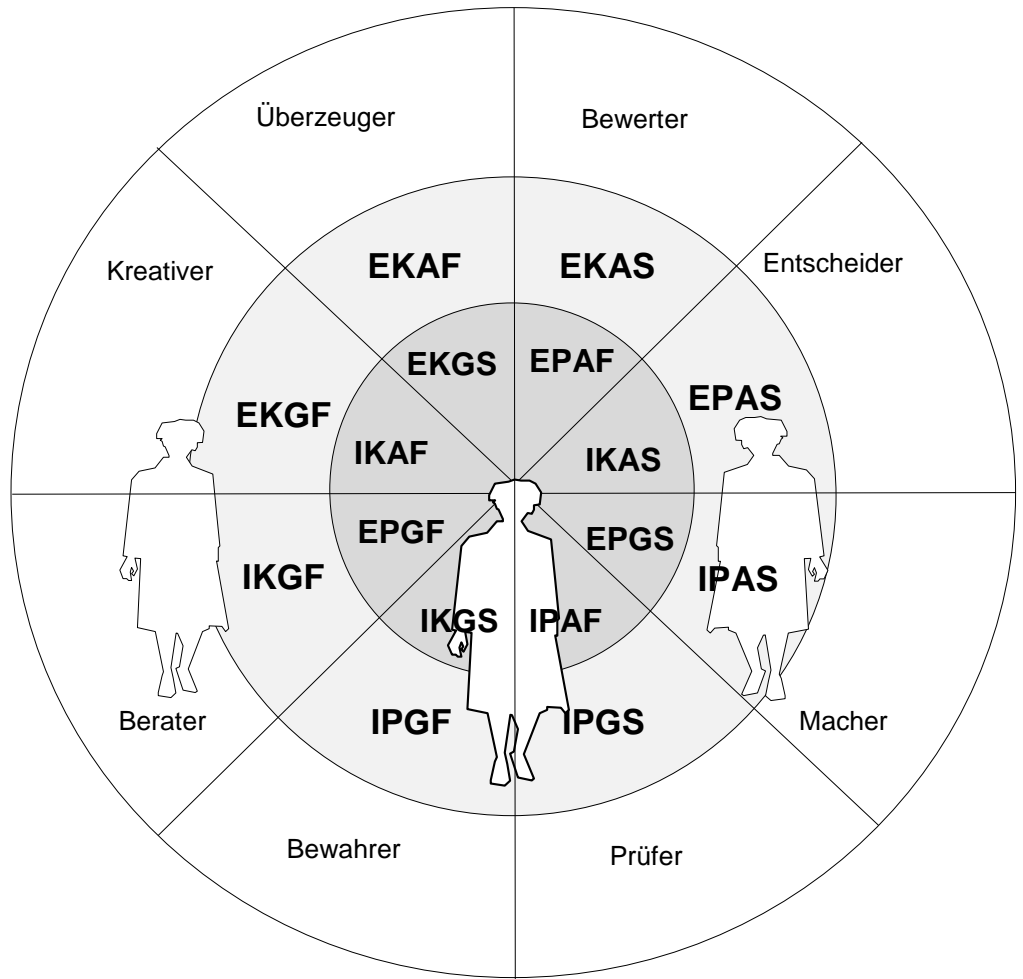 Überzeuger
Bewerter
Kreativer
Entscheider
EKAF
EKAS
EKGS
EPAF
EKGF
EPAS
IKAF
IKAS
EPGF
EPGS
IKGF
IPAS
IKGS
IPAF
Berater
IPGF
IPGS
Macher
Bewahrer
Prüfer